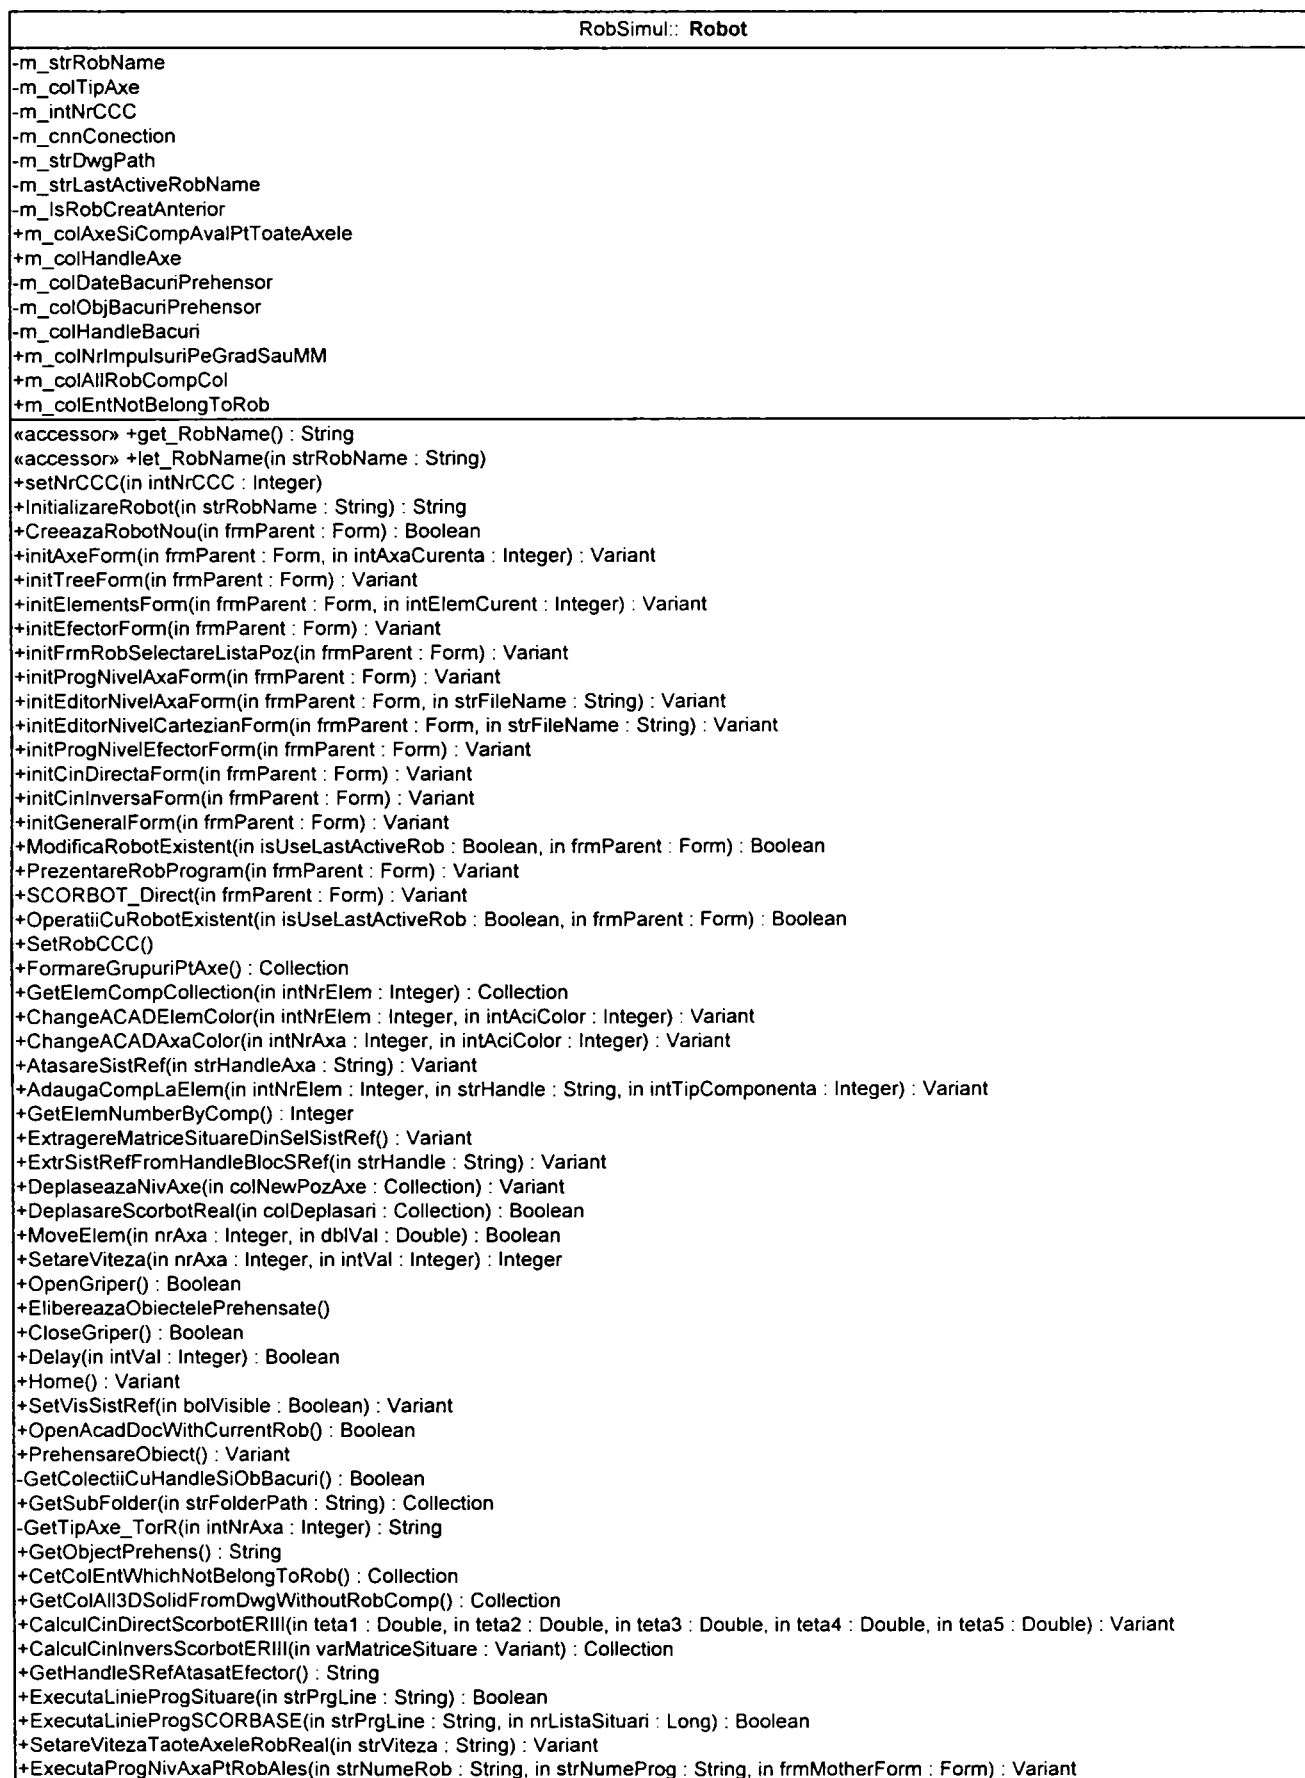 RobSimul:: Robot
-m_strRobName
-m_colTipAxe
-m_intNrCCC
-m_cnnConection
-m_strDwgPath
-m_strLastActiveRobName
-m_IsRobCreatAnterior
+m_colAxeSiCompAvalPtToateAxele
+m_colHandleAxe
-m_colDateBacuriPrehensor
-m_colObjBacuriPrehensor
-m_colHandleBacuri
+m_colNrImpulsuriPeGradSauMM
+m_colAllRobCompCol
+m_colEntNotBelongToRob
«accessor» +get_RobName() : String
«accessor» +let_RobName(in strRobName : String)
+setNrCCC(in intNrCCC : Integer)
+InitializareRobot(in strRobName : String) : String
+CreeazaRobotNou(in frmParent : Form) : Boolean
+initAxeForm(in frmParent : Form, in intAxaCurenta : Integer) : Variant
+initTreeForm(in frmParent : Form) : Variant
+initElementsForm(in frmParent : Form, in intElemCurent : Integer) : Variant
+initEfectorForm(in frmParent : Form) : Variant
+initFrmRobSelectareListaPoz(in frmParent : Form) : Variant
+initProgNivelAxaForm(in frmParent : Form) : Variant
+initEditorNivelAxaForm(in frmParent : Form, in strFileName : String) : Variant
+initEditorNivelCartezianForm(in frmParent : Form, in strFileName : String) : Variant
+initProgNivelEfectorForm(in frmParent : Form) : Variant
+initCinDirectaForm(in frmParent : Form) : Variant
+initCinInversaForm(in frmParent : Form) : Variant
+initGeneralForm(in frmParent : Form) : Variant
+ModificaRobotExistent(in isUseLastActiveRob : Boolean, in frmParent : Form) : Boolean
+PrezentareRobProgram(in frmParent : Form) : Variant
+SCORBOT_Direct(in frmParent : Form) : Variant
+OperatiiCuRobotExistent(in isUseLastActiveRob : Boolean, in frmParent : Form) : Boolean
+SetRobCCC()
+FormareGrupuriPtAxe() : Collection
+GetElemCompCollection(in intNrElem : Integer) : Collection
+ChangeACADElemColor(in intNrElem : Integer, in intAciColor : Integer) : Variant
+ChangeACADAxaColor(in intNrAxa : Integer, in intAciColor : Integer) : Variant
+AtasareSistRef(in strHandleAxa : String) : Variant
+AdaugaCompLaElem(in intNrElem : Integer, in strHandle : String, in intTipComponenta : Integer) : Variant
+GetElemNumberByComp() : Integer
+ExtragereMatriceSituareDinSelSistRef() : Variant
+ExtrSistRefFromHandleBlocSRef(in strHandle : String) : Variant
+DeplaseazaNivAxe(in colNewPozAxe : Collection) : Variant
+DeplasareScorbotReal(in colDeplasari : Collection) : Boolean
+MoveElem(in nrAxa : Integer, in dblVal : Double) : Boolean
+SetareViteza(in nrAxa : Integer, in intVal : Integer) : Integer
+OpenGriper() : Boolean
+ElibereazaObiectelePrehensate()
+CloseGriper() : Boolean
+Delay(in intVal : Integer) : Boolean
+Home() : Variant
+SetVisSistRef(in bolVisible : Boolean) : Variant
+OpenAcadDocWithCurrentRob() : Boolean
+PrehensareObiect() : Variant
-GetColectiiCuHandleSiObBacuri() : Boolean
+GetSubFolder(in strFolderPath : String) : Collection
-GetTipAxe_TorR(in intNrAxa : Integer) : String
+GetObjectPrehens() : String
+CetColEntWhichNotBelongToRob() : Collection
+GetColAll3DSolidFromDwgWithoutRobComp() : Collection
+CalculCinDirectScorbotERIII(in teta1 : Double, in teta2 : Double, in teta3 : Double, in teta4 : Double, in teta5 : Double) : Variant
+CalculCinInversScorbotERIII(in varMatriceSituare : Variant) : Collection
+GetHandleSRefAtasatEfector() : String
+ExecutaLinieProgSituare(in strPrgLine : String) : Boolean
+ExecutaLinieProgSCORBASE(in strPrgLine : String, in nrListaSituari : Long) : Boolean
+SetareVitezaTaoteAxeleRobReal(in strViteza : String) : Variant
+ExecutaProgNivAxaPtRobAles(in strNumeRob : String, in strNumeProg : String, in frmMotherForm : Form) : Variant